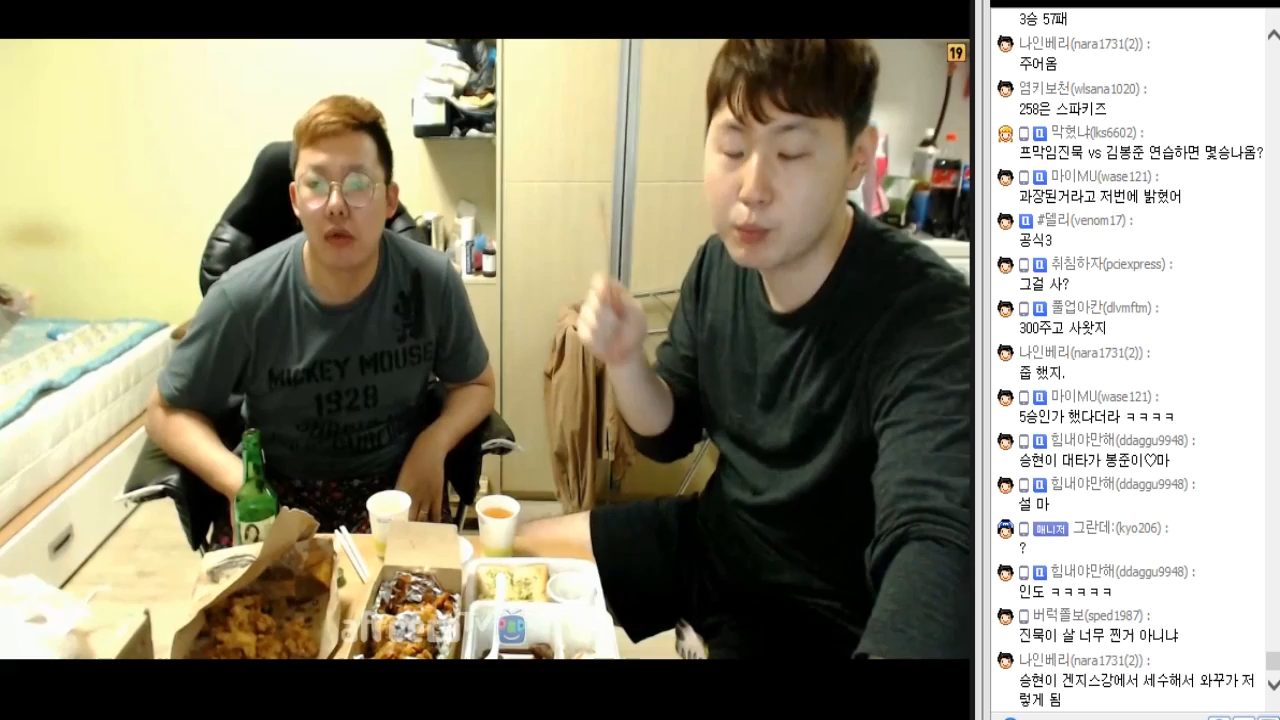 19
MICKEY MOUSE
28
afreecaTV
3승 57패
나인베리(nara1731(2)) :
주어옴
염키보천(wlsana1020) :
258은 스파키즈
막혔냐(lks6602) :
프막임진묵 vs 김봉준 연습하면 몇승나옴?
마이MU(wase121) :
과장된거라고 저번에 밝혔어
#델리(venom17) :
공식3
취침하자(pciexpress) :
그걸 사?
풀업아칸(dlvmftm) :
300주고 사왓지
나인베리(nara1731(2)) :
줍 했지.
마이MU(wase121) :
5승인가 했다더라 ㅋㅋㅋㅋ
힘내야만해(ddaggu9948) :
승현이 대타가 봉준이♡마
힘내야만해(ddaggu9948) :
설 마
매니저 그란데:(kyo206) :
?
힘내야만해(ddaggu9948) :
인도 ㅋㅋㅋㅋㅋ
버럭쫄보(sped1987) :
진묵이 살 너무 찐거 아니냐
나인베리(nara1731(2)) :
승현이 겐지스강에서 세수해서 와꾸가 저
렇게 됨